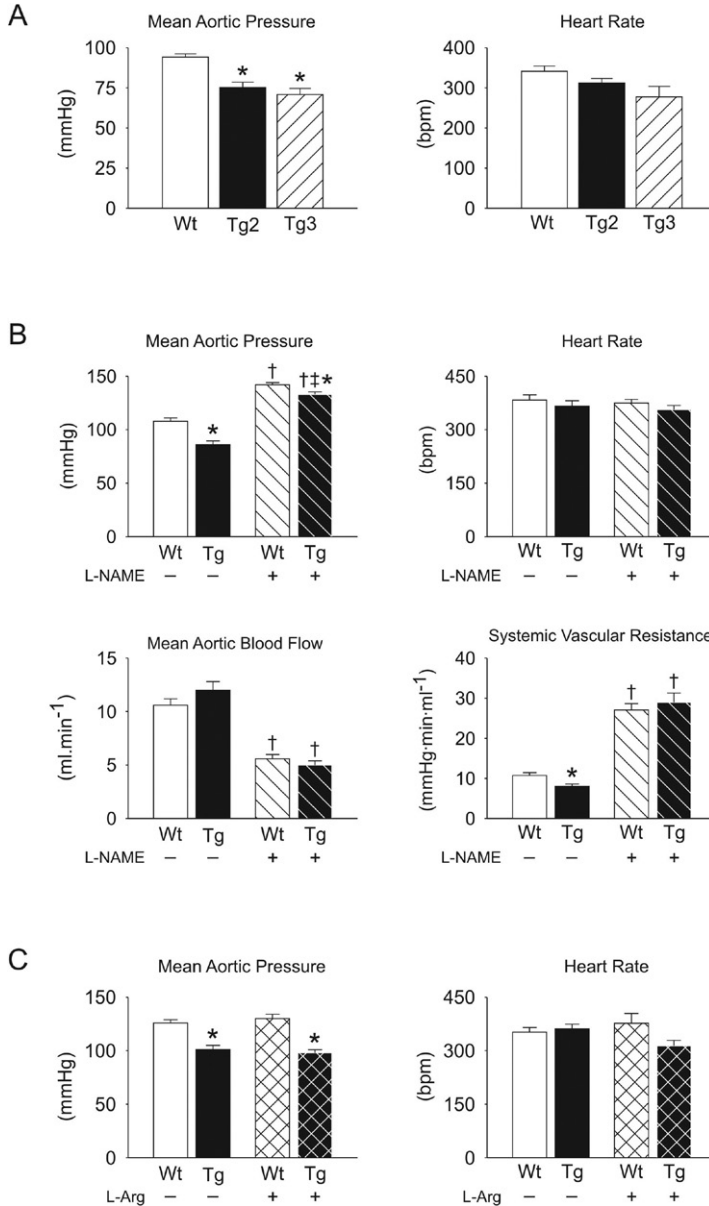 A
Mean Aortic Pressure
(mmHg)
100
75
50
25
0
* *
Wt Tg2 Tg3
Heart Rate
(bpm)
400
300
200
100
0
Wt Tg2 Tg3
B
Mean Aortic Pressure
(mmHg)
150
100
50
0
* † †‡*
Wt Tg Wt Tg
L-NAME – – + +
Heart Rate
(bpm)
450
300
150
0
Wt Tg Wt Tg
L-NAME – – + +
Mean Aortic Blood Flow
(ml.min⁻¹)
15
10
5
0
† †
Wt Tg Wt Tg
L-NAME – – + +
Systemic Vascular Resistance
(mmHg·min·ml⁻¹)
40
30
20
10
0
* † †
Wt Tg Wt Tg
L-NAME – – + +
C
Mean Aortic Pressure
(mmHg)
150
100
50
0
* *
Wt Tg Wt Tg
L-Arg – – + +
Heart Rate
(bpm)
450
300
150
0
Wt Tg Wt Tg
L-Arg – – + +